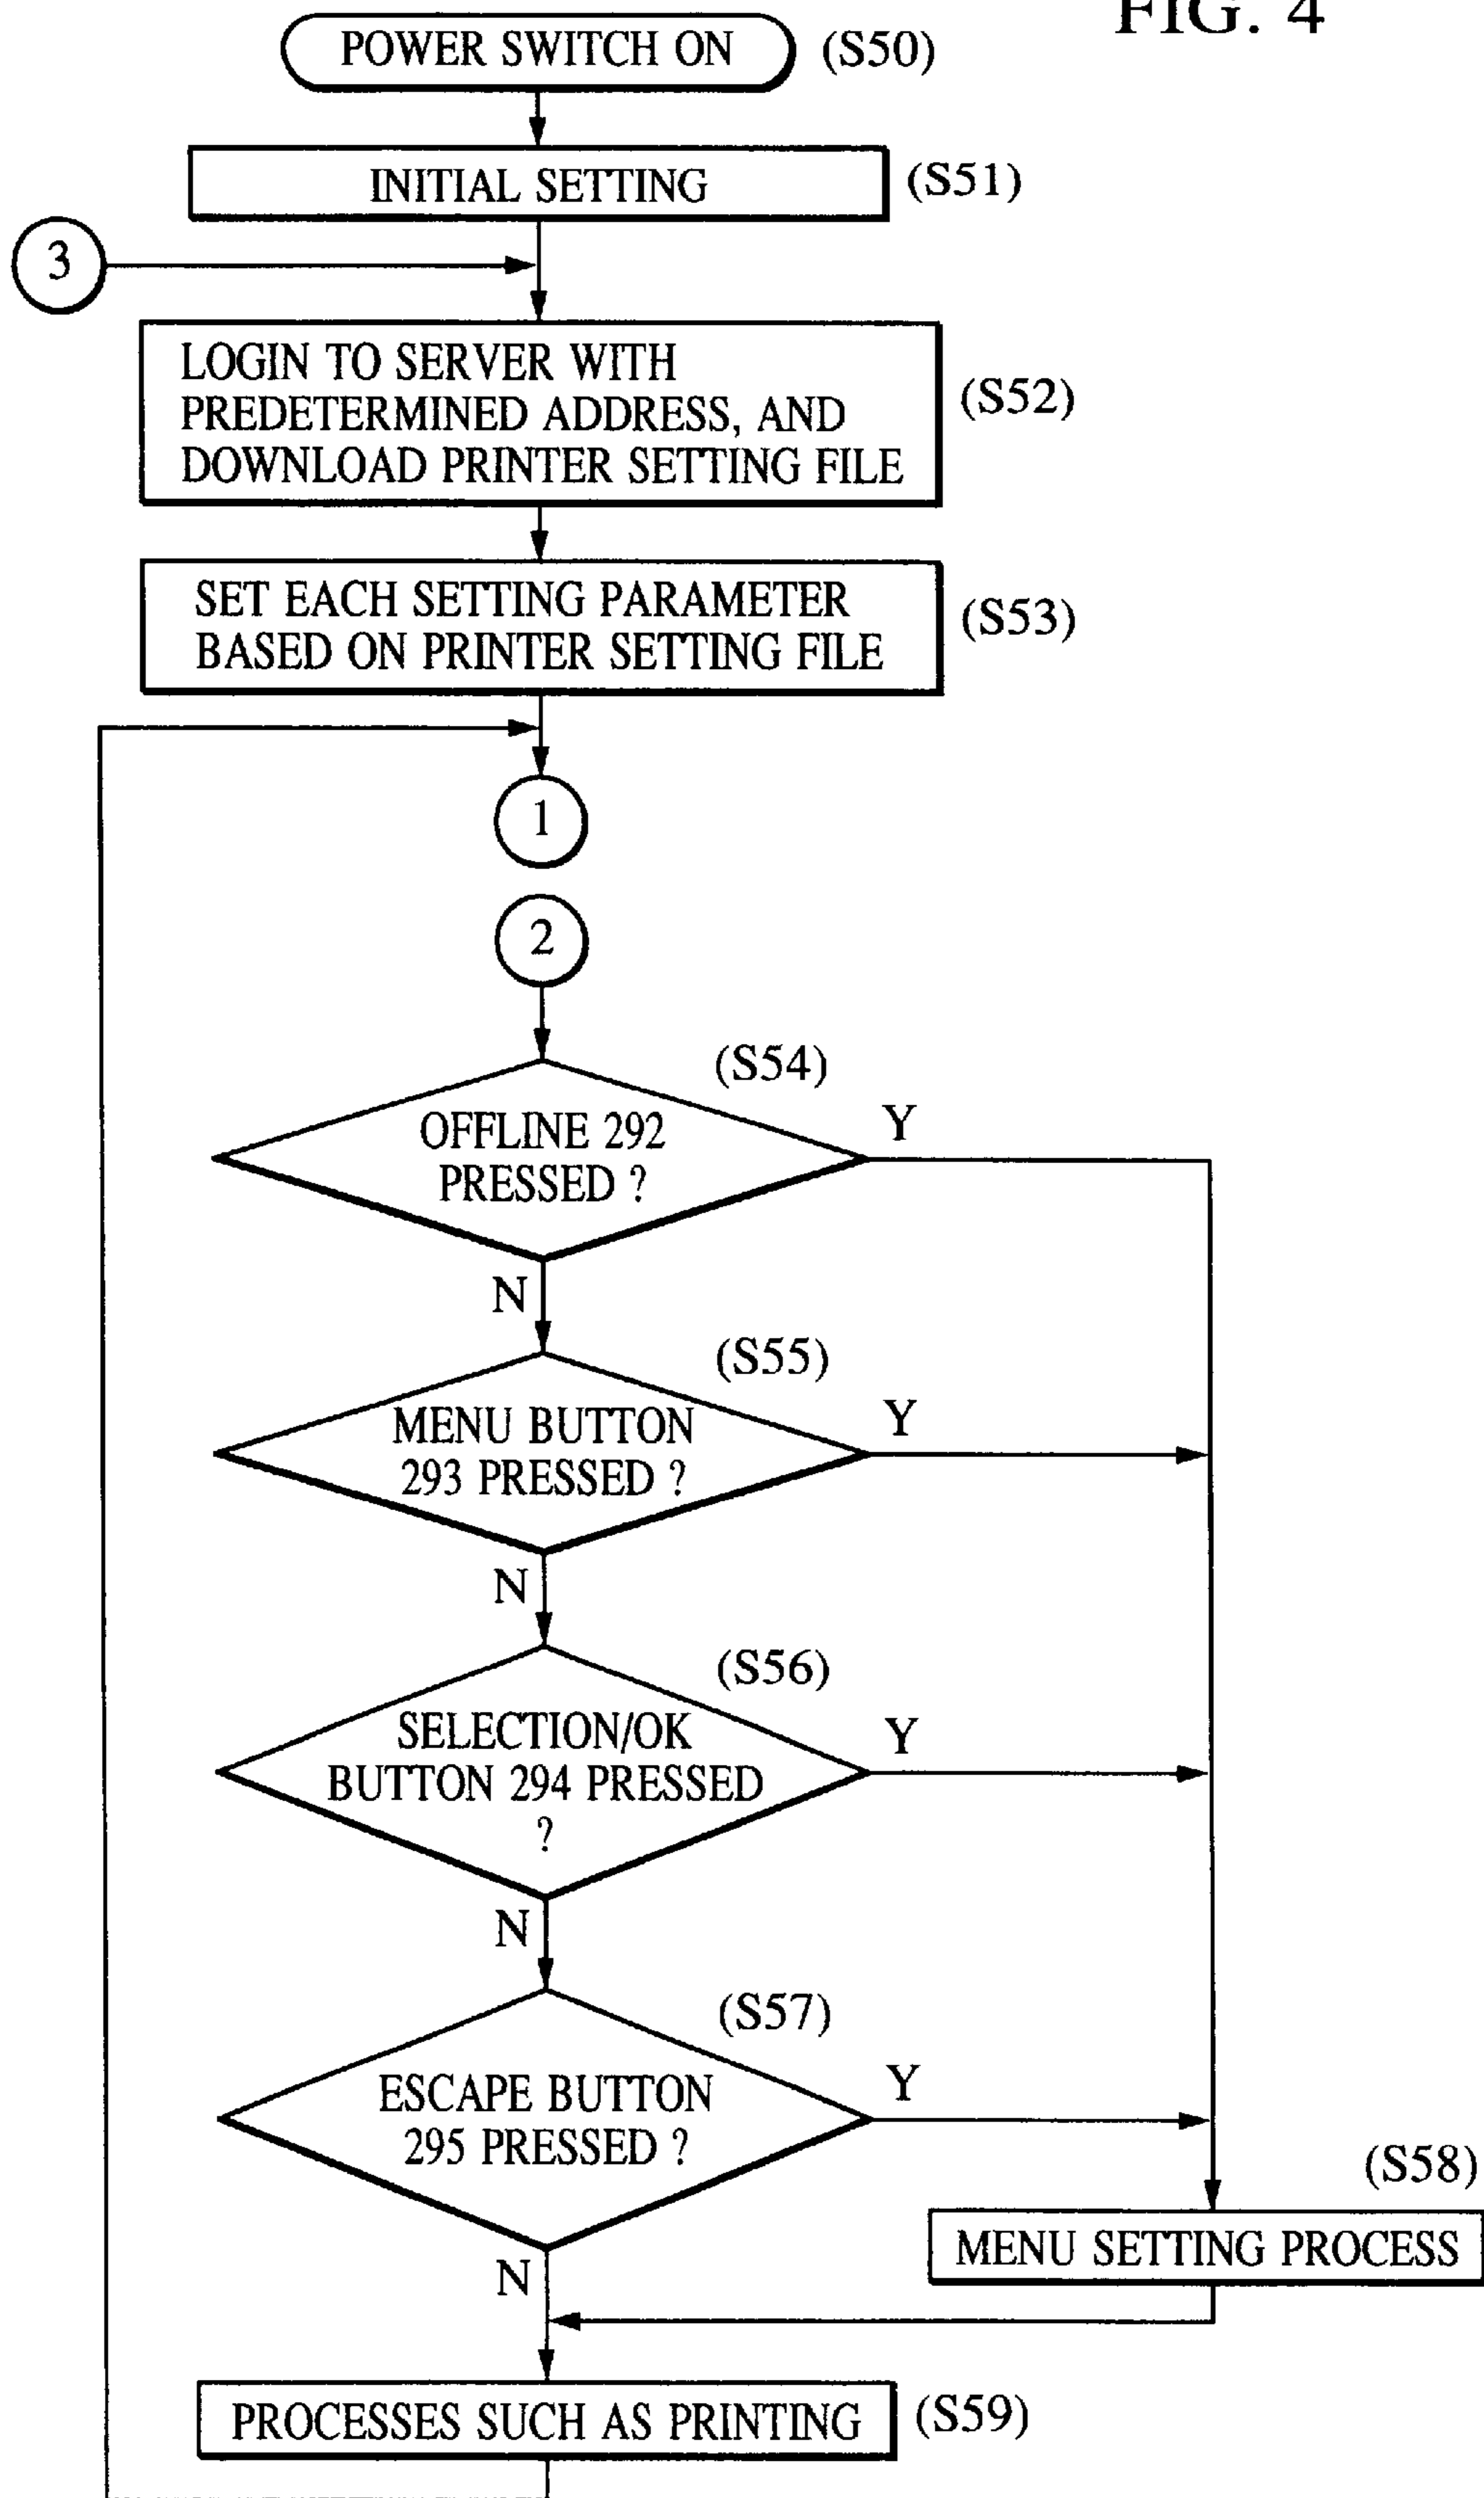 FIG. 4
POWER SWITCH ON (S50)
INITIAL SETTING (S51)
3
LOGIN TO SERVER WITH
PREDETERMINED ADDRESS, AND
DOWNLOAD PRINTER SETTING FILE
(S52)
SET EACH SETTING PARAMETER
BASED ON PRINTER SETTING FILE
(S53)
1
2
(S54)
OFFLINE 292
PRESSED ?
Y
N
(S55)
MENU BUTTON
293 PRESSED ?
Y
N
(S56)
SELECTION/OK
BUTTON 294 PRESSED
?
Y
N
(S57)
ESCAPE BUTTON
295 PRESSED ?
Y
N
(S58)
MENU SETTING PROCESS
PROCESSES SUCH AS PRINTING (S59)